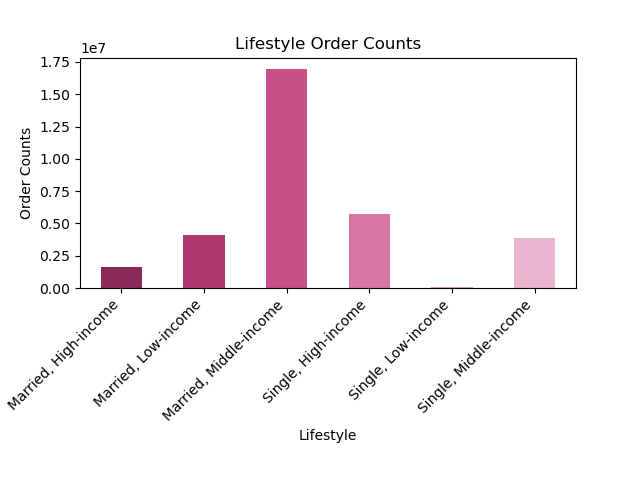 Lifestyle Order Counts
1e7
1.75
1.50
1.25
1.00
0.75
0.50
0.25
0.00
Order Counts
Married, High-income
Married, Low-income
Married, Middle-income
Single, High-income
Single, Low-income
Single, Middle-income
Lifestyle